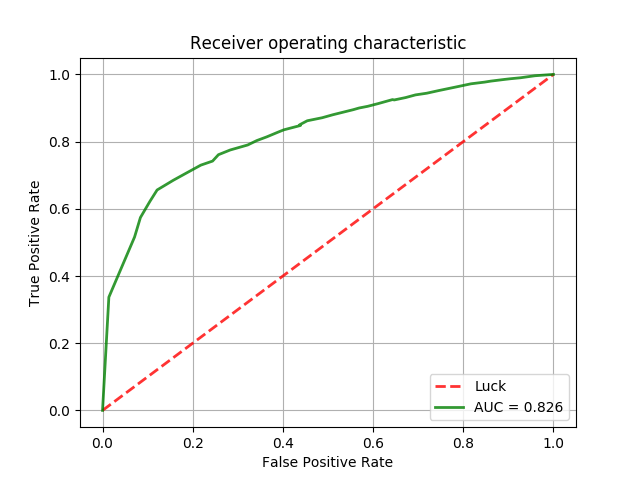 Receiver operating characteristic
True Positive Rate
1.0
0.8
0.6
0.4
0.2
0.0
Luck
AUC = 0.826
0.0 0.2 0.4 0.6 0.8 1.0
False Positive Rate